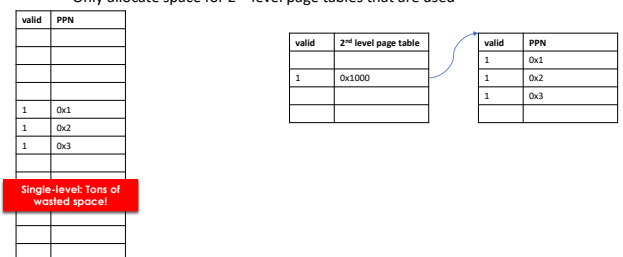 Only allocate space for 2nd level page tables that are used
valid PPN
1 0x1
1 0x2
1 0x3
Single-level: Tons of
wasted space!
valid 2nd level page table
1 0x1000
valid PPN
1 0x1
1 0x2
1 0x3